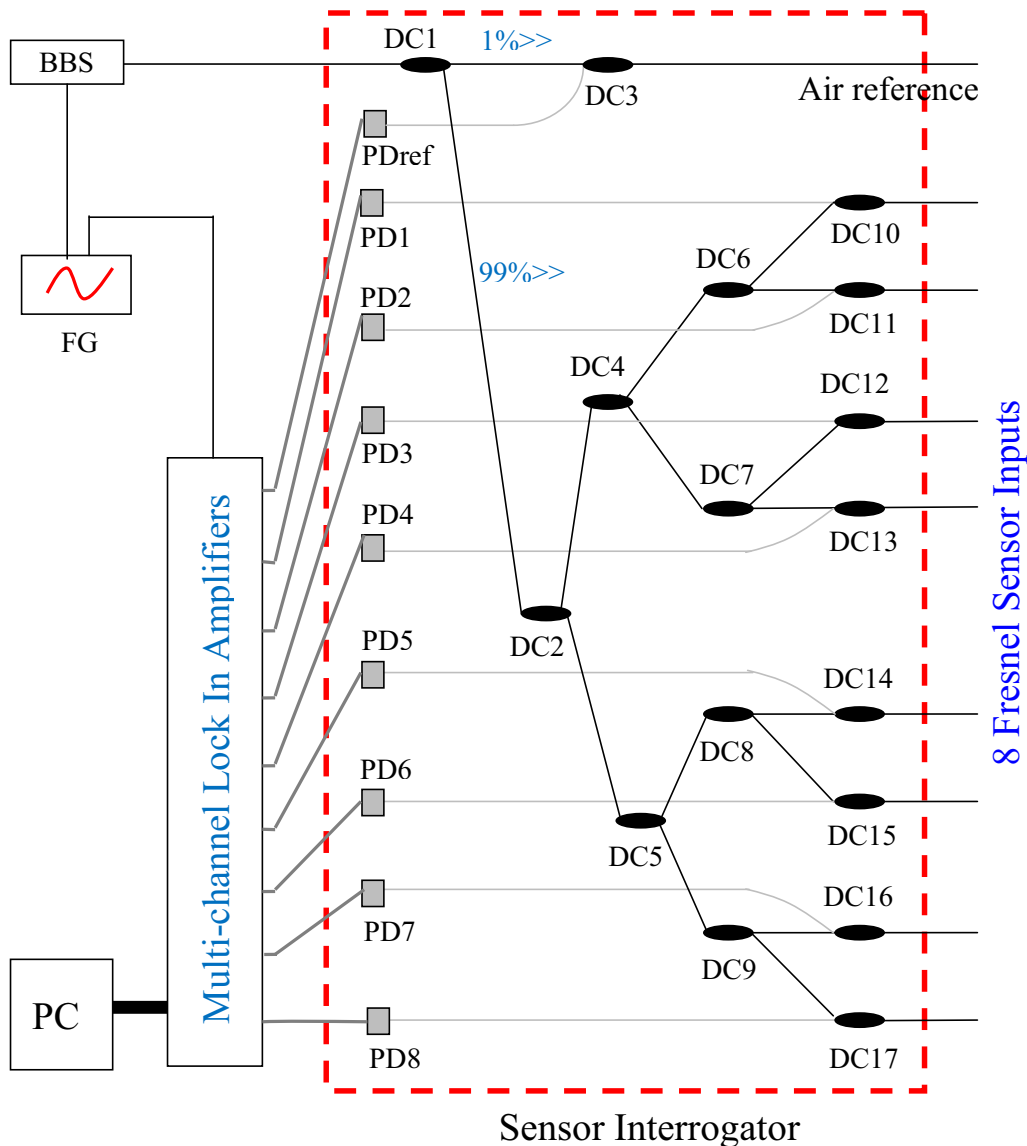 DC1
1%>>
BBS
DC3
Air reference
PDref
PD1
DC10
DC6
99%>>
PD2
DC11
FG
DC4
DC12
PD3
DC7
PD4
DC13
8 Fresnel Sensor Inputs
Multi-channel Lock In Amplifiers
DC2
PD5
DC14
DC8
PD6
DC15
DC5
DC16
PD7
DC9
PC
PD8
DC17
Sensor Interrogator